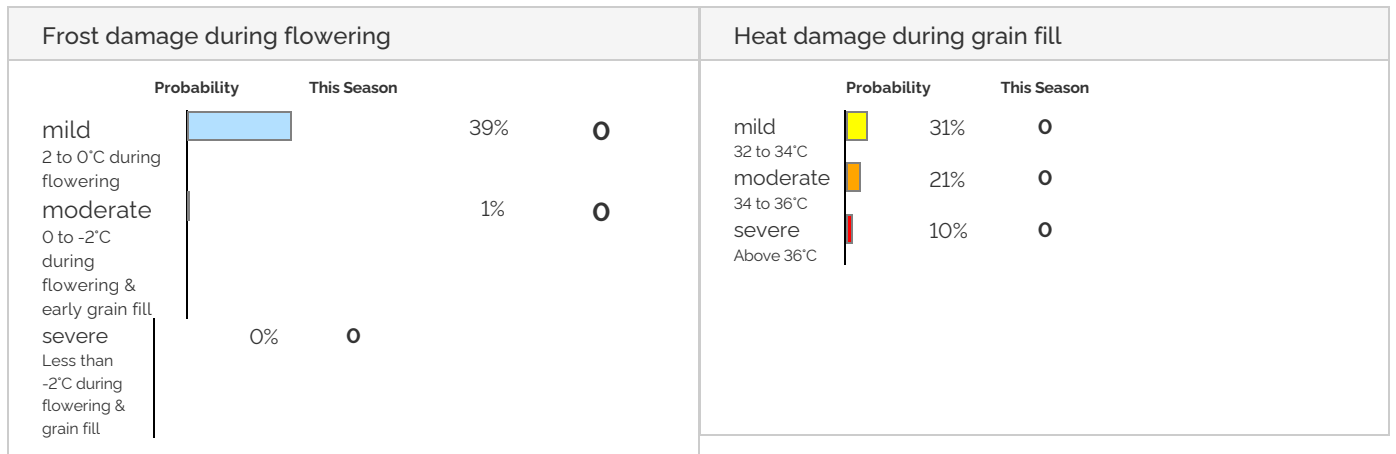 Frost damage during flowering
Probability This Season
mild 39% 0
2 to 0°C during
flowering
moderate 1% 0
0 to -2°C
during
flowering &
early grain fill
severe 0% 0
Less than
-2°C during
flowering &
grain fill
Heat damage during grain fill
Probability This Season
mild 31% 0
32 to 34°C
moderate 21% 0
34 to 36°C
severe 10% 0
Above 36°C